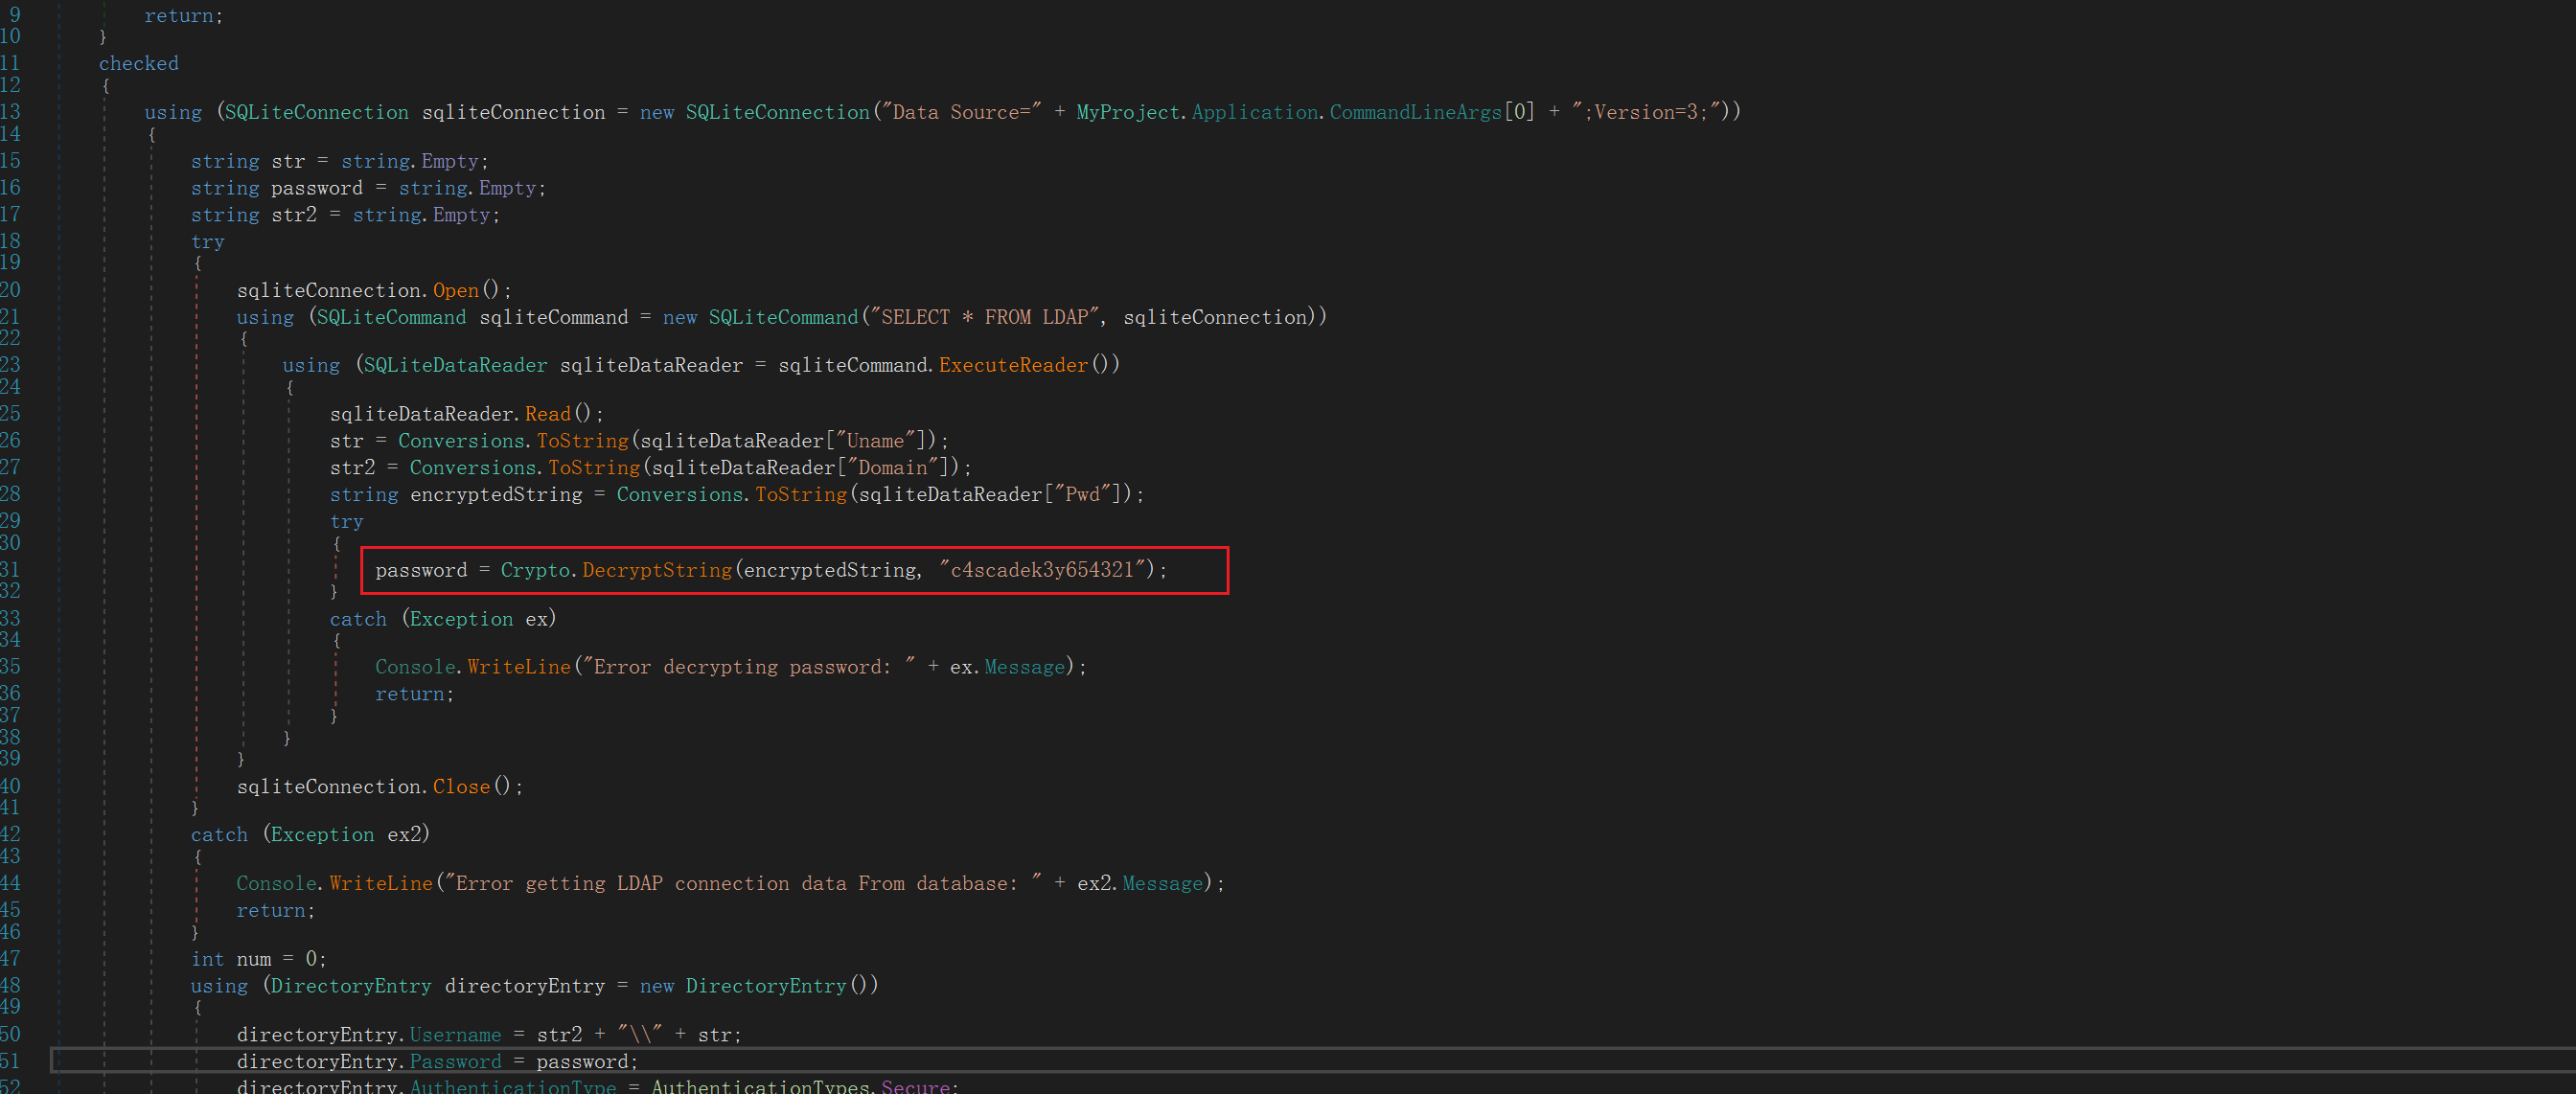 9 return;
10 }
11 checked
12 {
13 using (SQLiteConnection sqliteConnection = new SQLiteConnection("Data Source=" + MyProject.Application.CommandLineArgs[0] + ";Version=3;"))
14 {
15 string str = string.Empty;
16 string password = string.Empty;
17 string str2 = string.Empty;
18 try
19 {
20 sqliteConnection.Open();
21 using (SQLiteCommand sqliteCommand = new SQLiteCommand("SELECT * FROM LDAP", sqliteConnection))
22 {
23 using (SQLiteDataReader sqliteDataReader = sqliteCommand.ExecuteReader())
24 {
25 sqliteDataReader.Read();
26 str = Conversions.ToString(sqliteDataReader["Uname"]);
27 str2 = Conversions.ToString(sqliteDataReader["Domain"]);
28 string encryptedString = Conversions.ToString(sqliteDataReader["Pwd"]);
29 try
30 {
31 password = Crypto.DecryptString(encryptedString, "c4scadek3y654321");
32 }
33 catch (Exception ex)
34 {
35 Console.WriteLine("Error decrypting password: " + ex.Message);
36 return;
37 }
38 }
39 }
40 sqliteConnection.Close();
41 }
42 catch (Exception ex2)
43 {
44 Console.WriteLine("Error getting LDAP connection data From database: " + ex2.Message);
45 return;
46 }
47 int num = 0;
48 using (DirectoryEntry directoryEntry = new DirectoryEntry())
49 {
50 directoryEntry.Username = str2 + "\\" + str;
51 directoryEntry.Password = password;
52 directoryEntry.AuthenticationType = AuthenticationTypes.Secure;